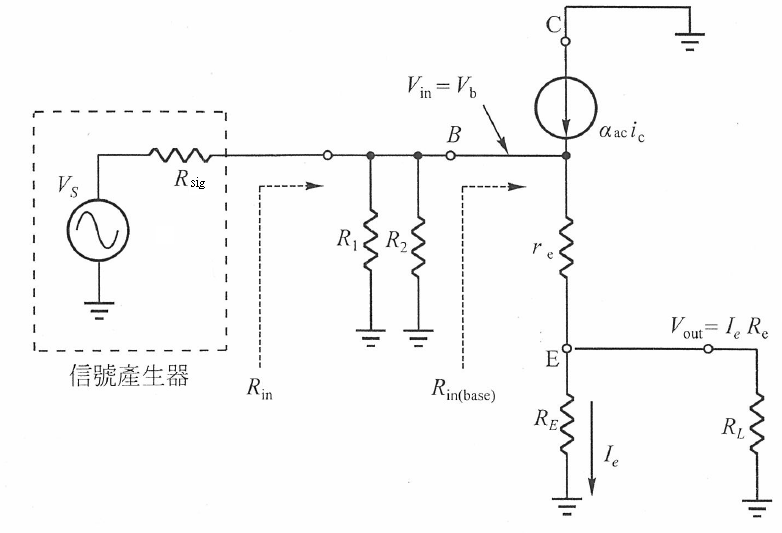 C
V_in = V_b
α_ac i_c
B
V_S
R_sig
R_1
R_2
r_e
V_out = I_e R_e
E
信號產生器
R_in
R_in(base)
R_E
I_e
R_L